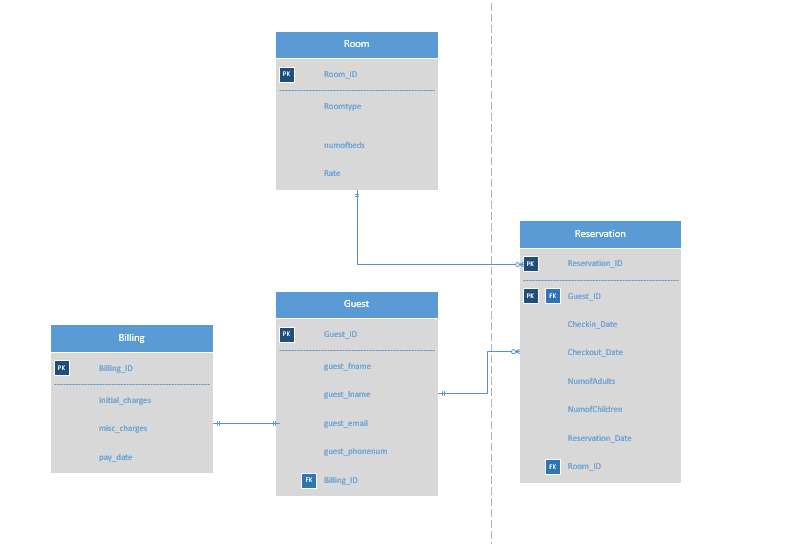 Room
PK Room_ID
Roomtype
numofbeds
Rate
Reservation
PK Reservation_ID
PK FK Guest_ID
Checkin_Date
Checkout_Date
NumofAdults
NumofChildren
Reservation_Date
FK Room_ID
Guest
PK Guest_ID
guest_fname
guest_lname
guest_email
guest_phonenum
FK Billing_ID
Billing
PK Billing_ID
initial_charges
misc_charges
pay_date